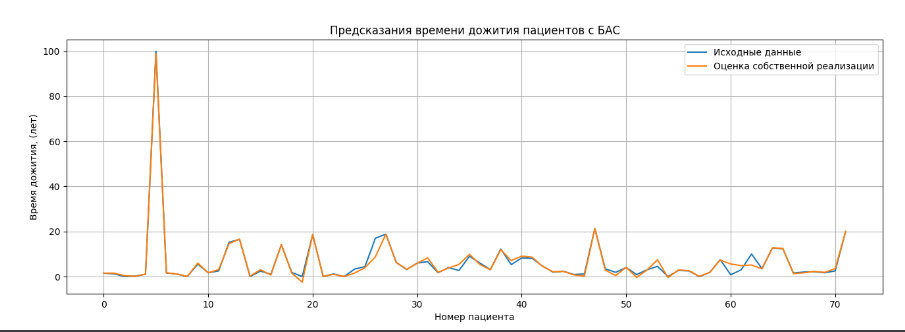 Предсказания времени дожития пациентов с БАС
Исходные данные
Оценка собственной реализации
Время дожития, (лет)
100
80
60
40
20
0
0 10 20 30 40 50 60 70
Номер пациента